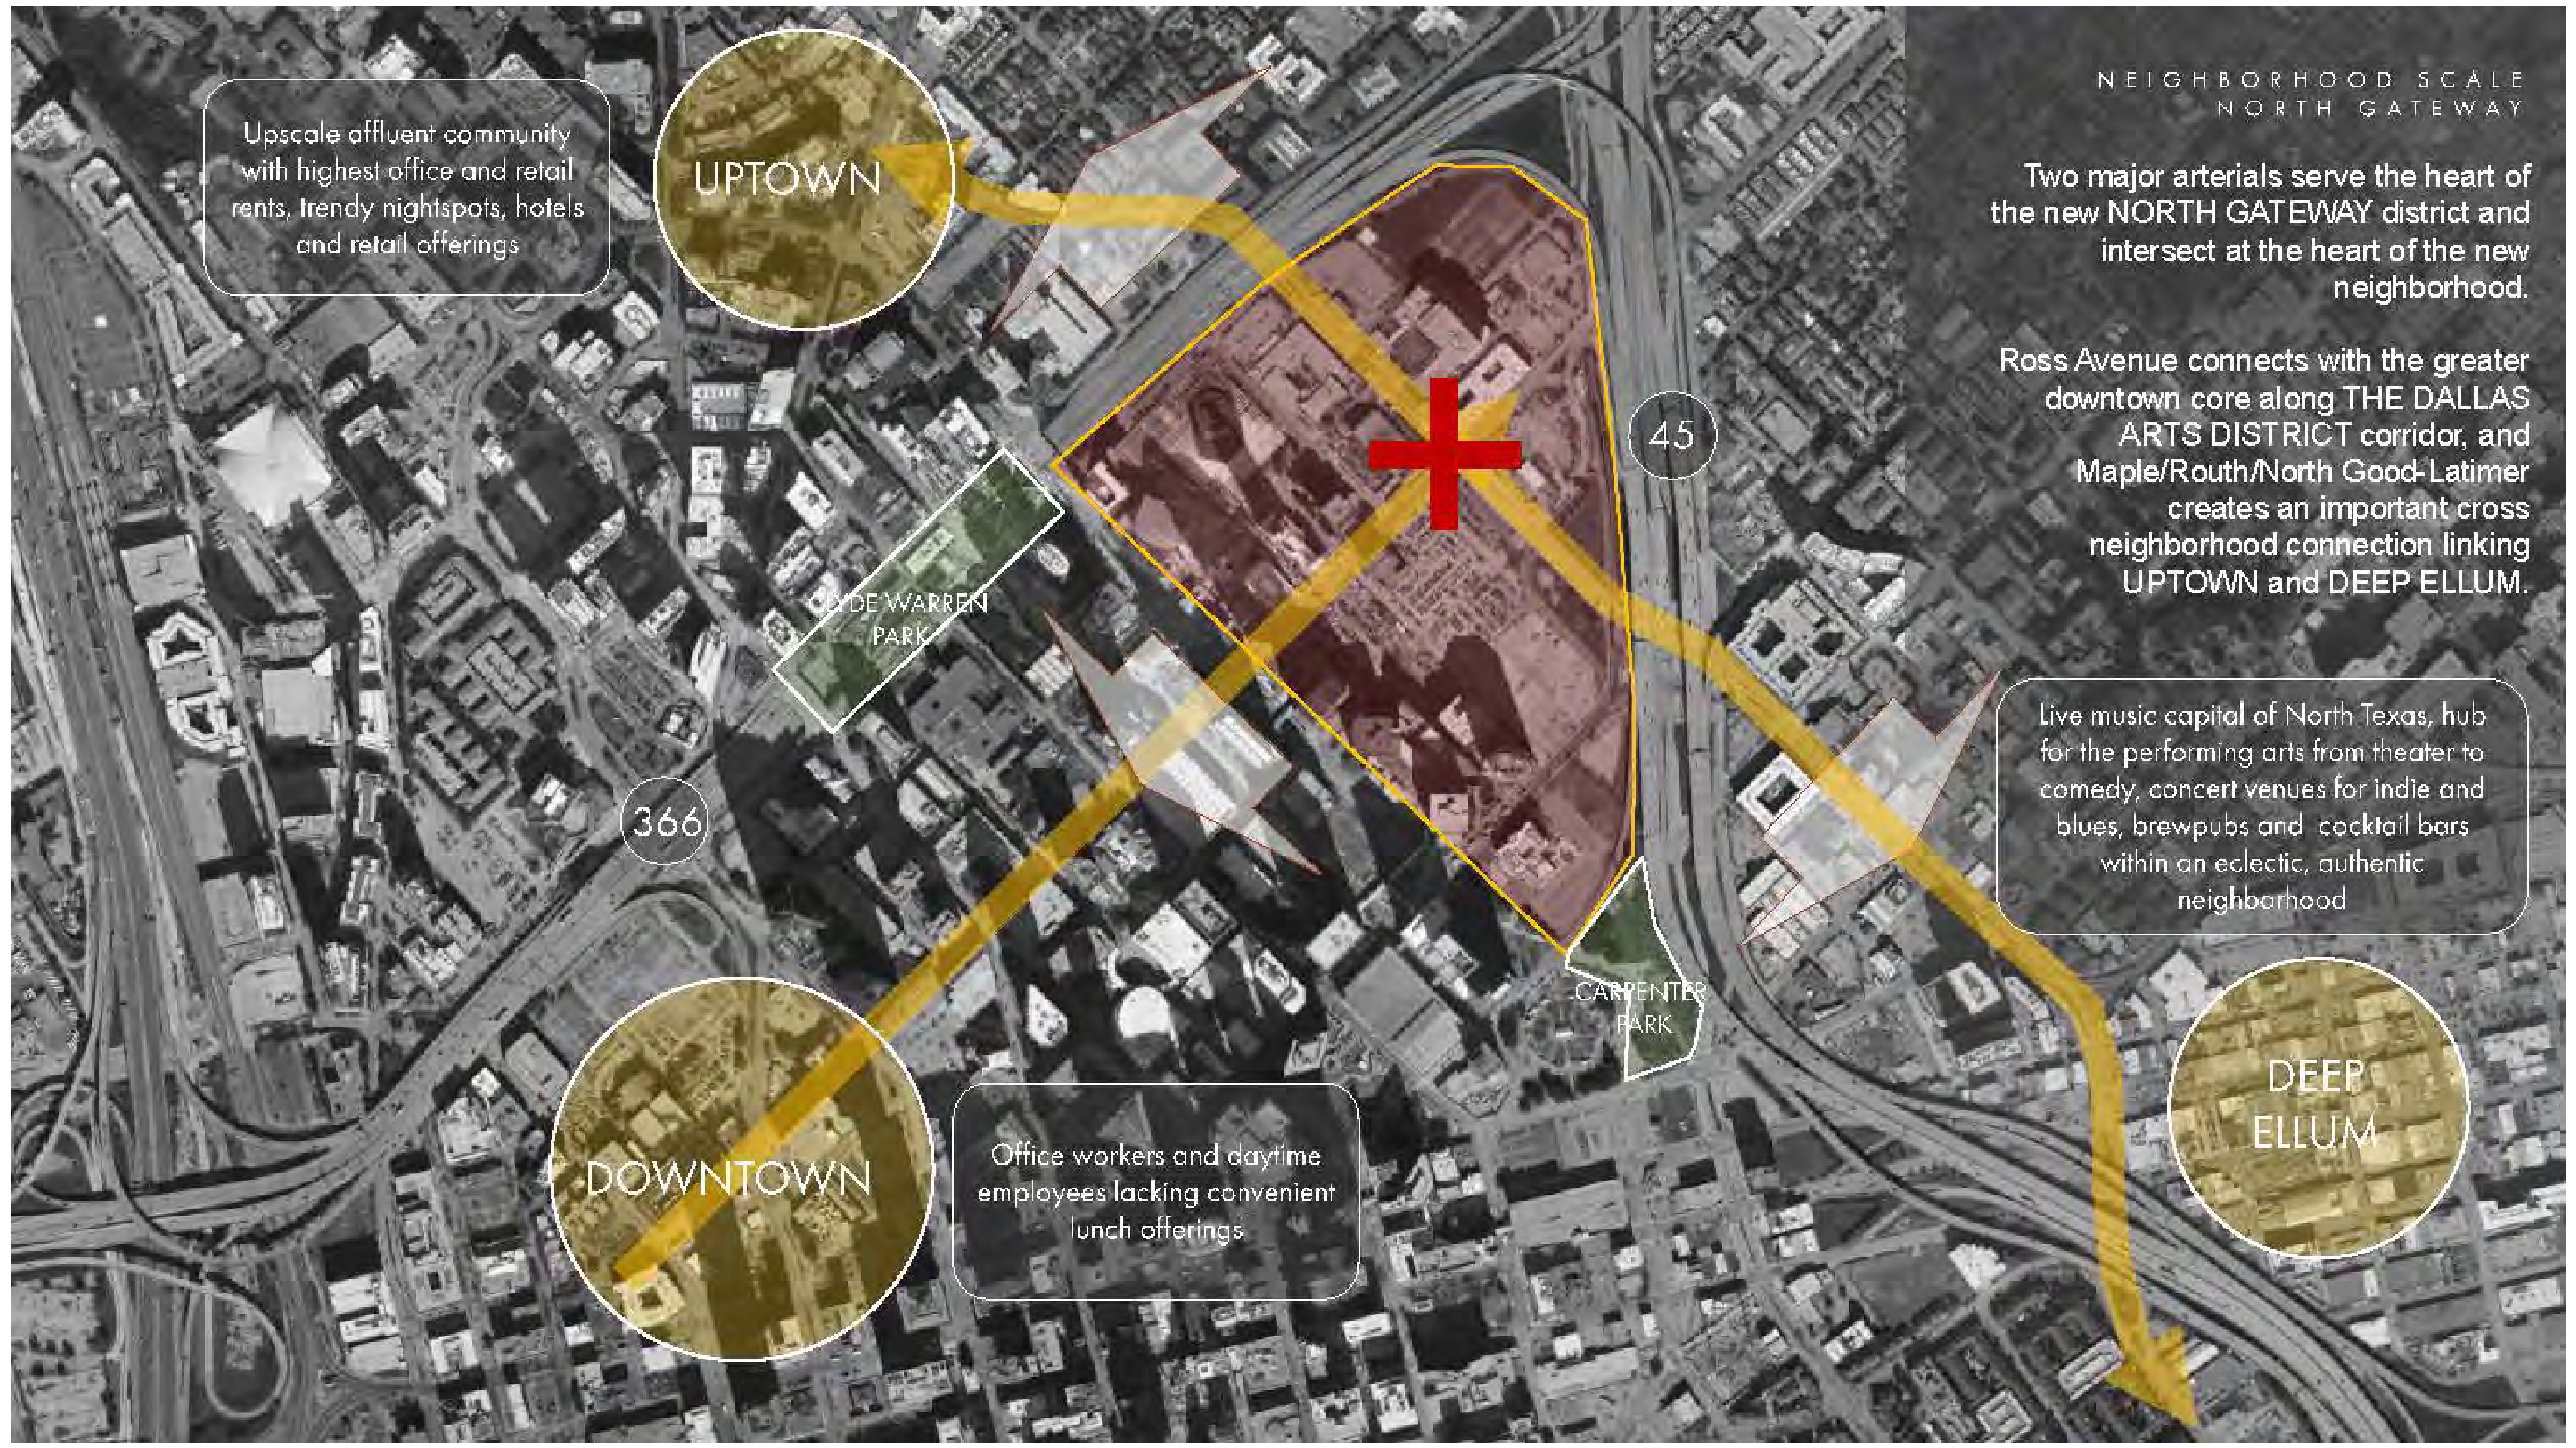 NEIGHBORHOOD SCALE
NORTH GATEWAY
Two major arterials serve the heart of
the new NORTH GATEWAY district and
intersect at the heart of the new
neighborhood.
Ross Avenue connects with the greater
downtown core along THE DALLAS
ARTS DISTRICT corridor, and
Maple/Routh/North Good-Latimer
creates an important cross
neighborhood connection linking
UPTOWN and DEEP ELLUM.
Upscale affluent community
with highest office and retail
rents, trendy nightspots, hotels
and retail offerings
UPTOWN
45
CLYDE WARREN
PARK
366
Live music capital of North Texas, hub
for the performing arts from theater to
comedy, concert venues for indie and
blues, brewpubs and cocktail bars
within an eclectic, authentic
neighborhood
CARPENTER
PARK
DEEP
ELLUM
DOWNTOWN
Office workers and daytime
employees lacking convenient
lunch offerings